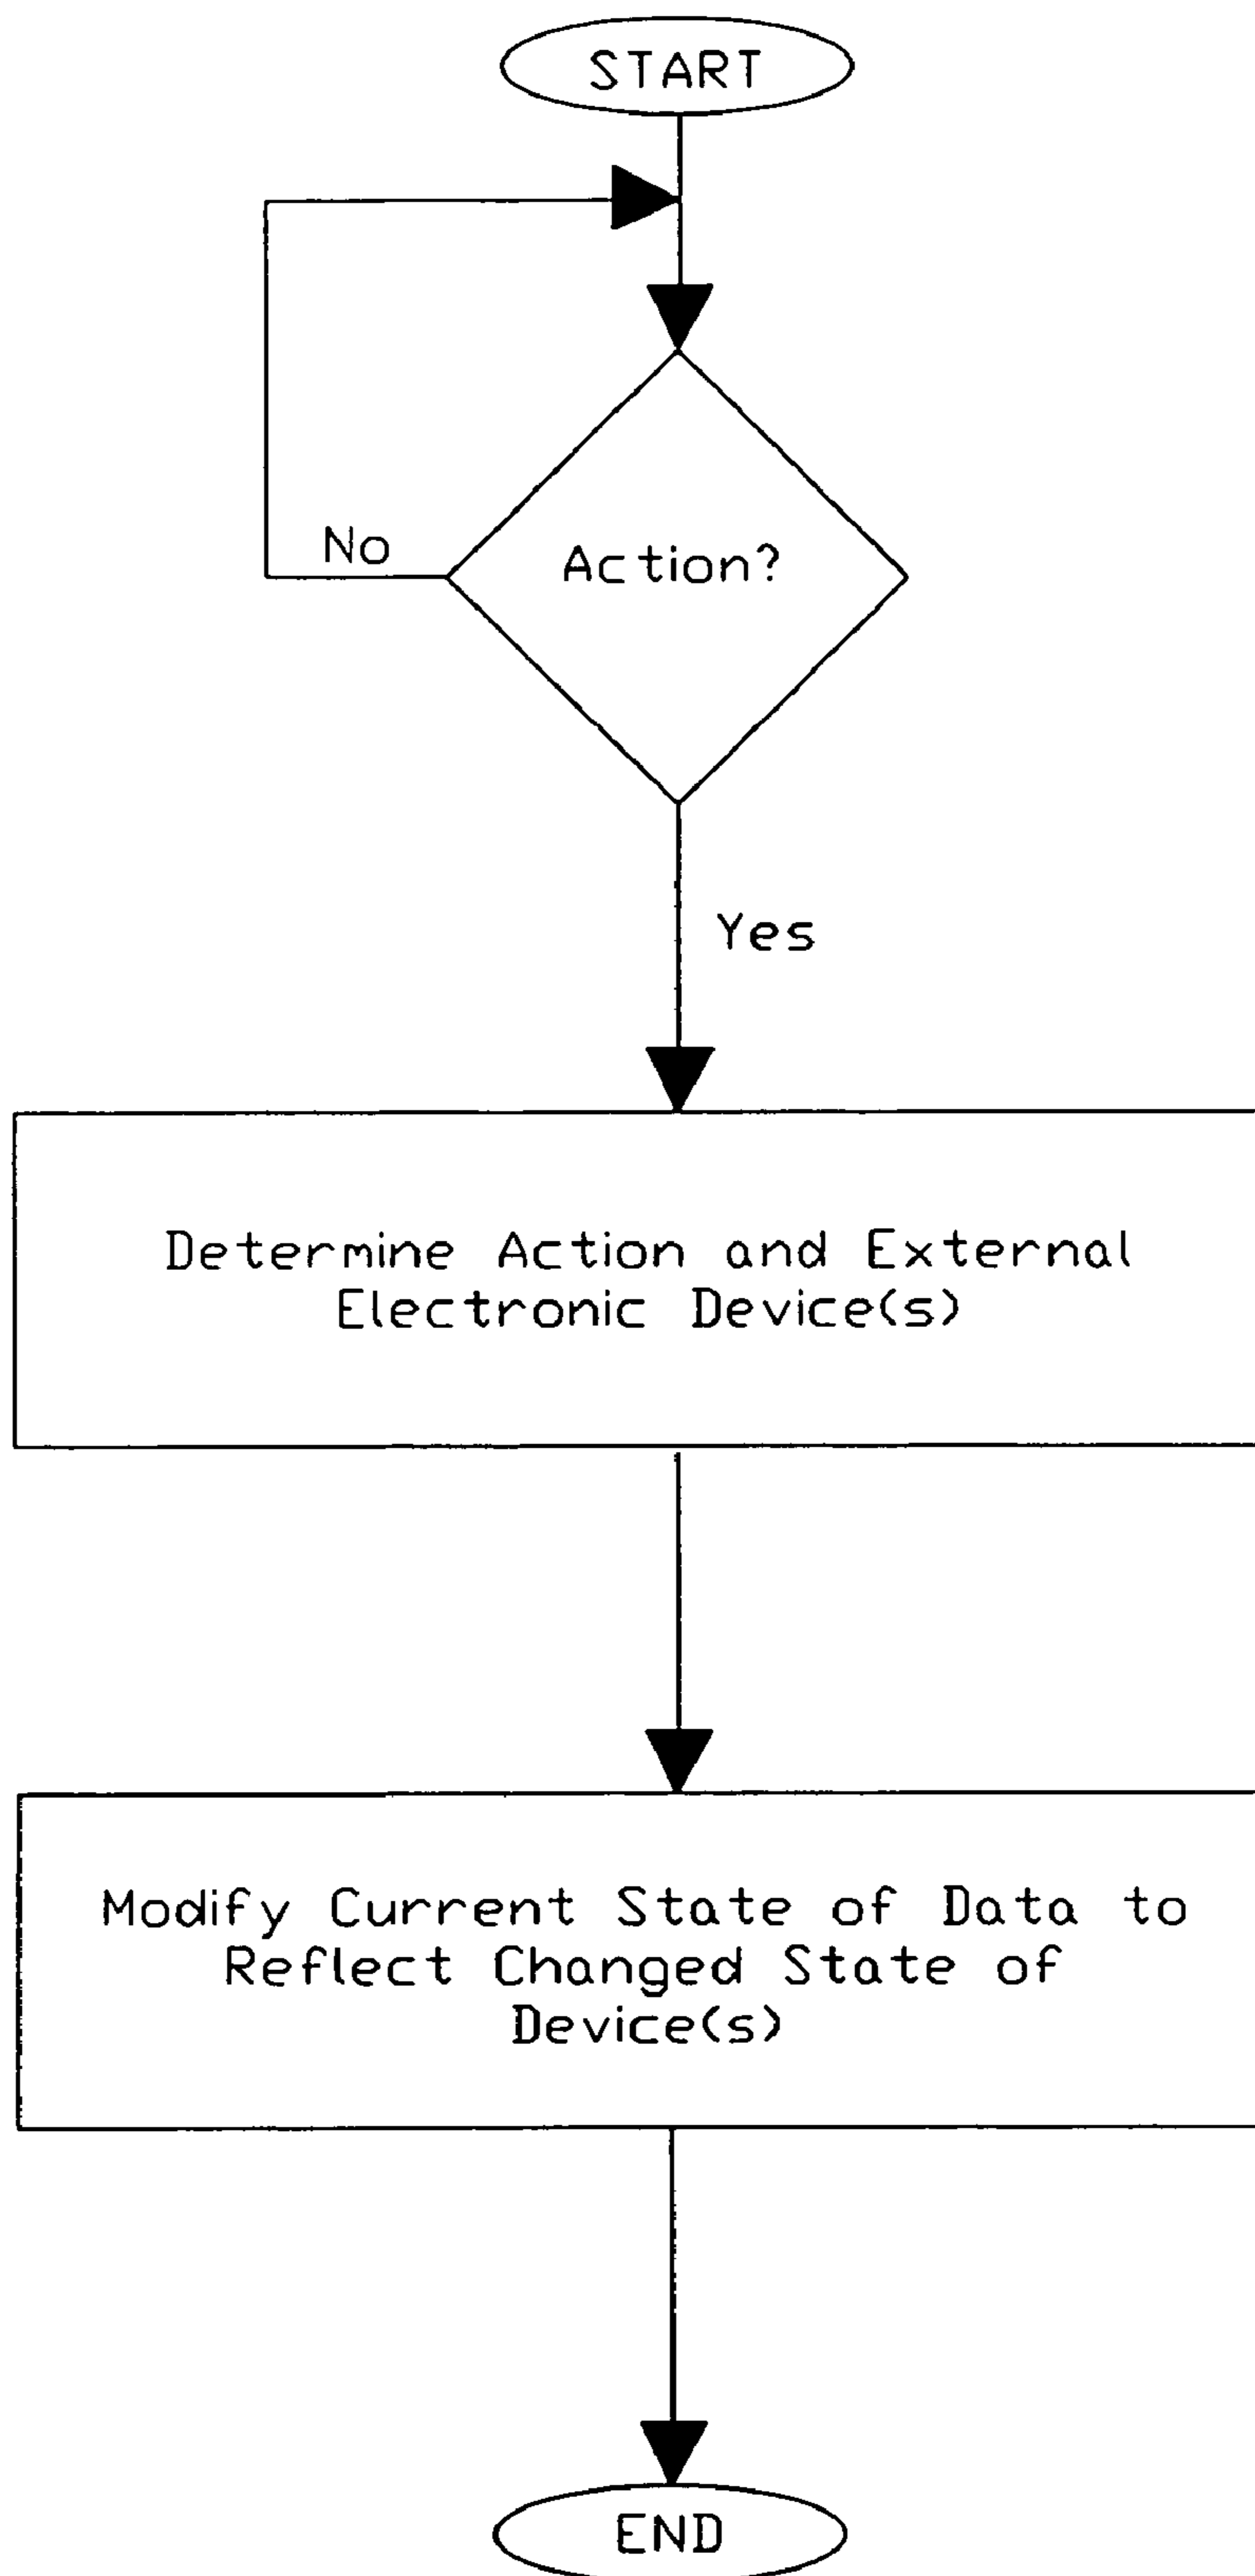 START
No
Action?
Yes
Determine Action and External
Electronic Device(s)
Modify Current State of Data to
Reflect Changed State of
Device(s)
END